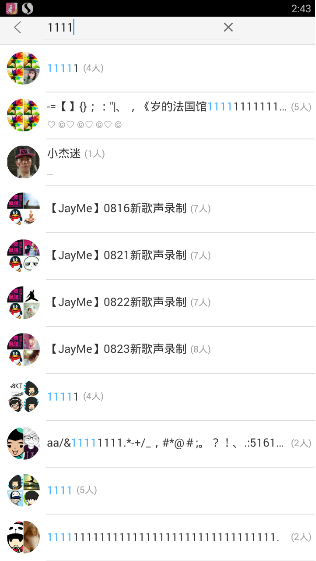 2:43
1111
11111 (4人)
-=【】{}；："|、，《岁的法国馆11111111111... (5人)
♡☺♡☺♡☺♡☺
小杰迷 (1人)
...
【JayMe】0816新歌声录制 (7人)
【JayMe】0821新歌声录制 (7人)
【JayMe】0822新歌声录制 (7人)
【JayMe】0823新歌声录制 (8人)
11111 (4人)
aa/&11111111.*-+/_，#*@＃;。？！、.:5161... (2人)
1111 (5人)